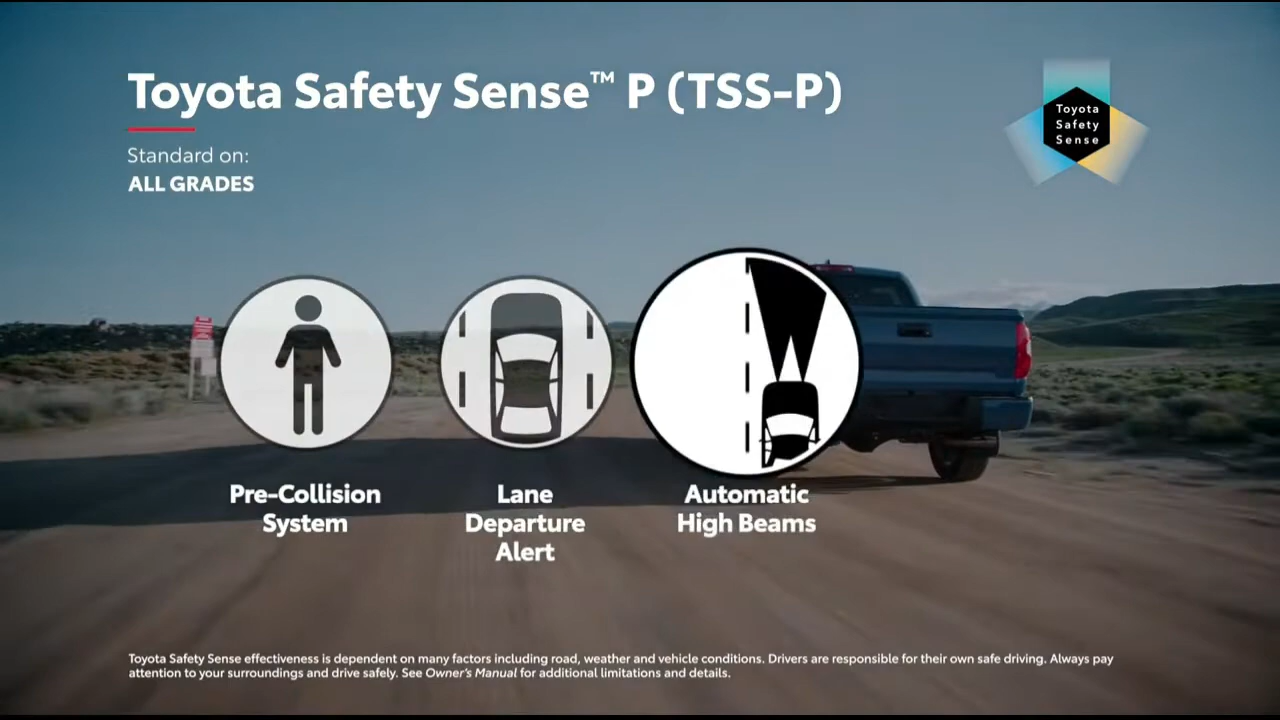 Toyota Safety Sense™ P (TSS-P)
Standard on:
ALL GRADES
Toyota
Safety
Sense
Pre-Collision
System
Lane
Departure
Alert
Automatic
High Beams
Toyota Safety Sense effectiveness is dependent on many factors including road, weather and vehicle conditions. Drivers are responsible for their own safe driving. Always pay
attention to your surroundings and drive safely. See Owner's Manual for additional limitations and details.